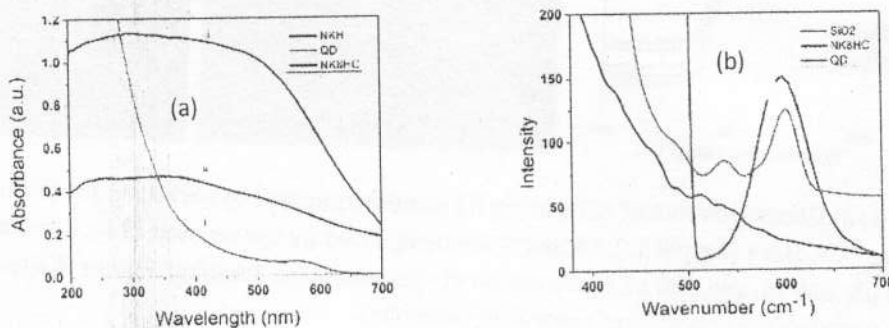 1.2
1.0
0.8
0.6
0.4
0.2
0.0
200 300 400 500 600 700
Absorbance (a.u.)
Wavelength (nm)
NKH
QD
NK8HC
(a)
200
150
100
50
0
400 500 600 700
Intensity
Wavenumber (cm⁻¹)
SiO2
NK8HC
QD
(b)